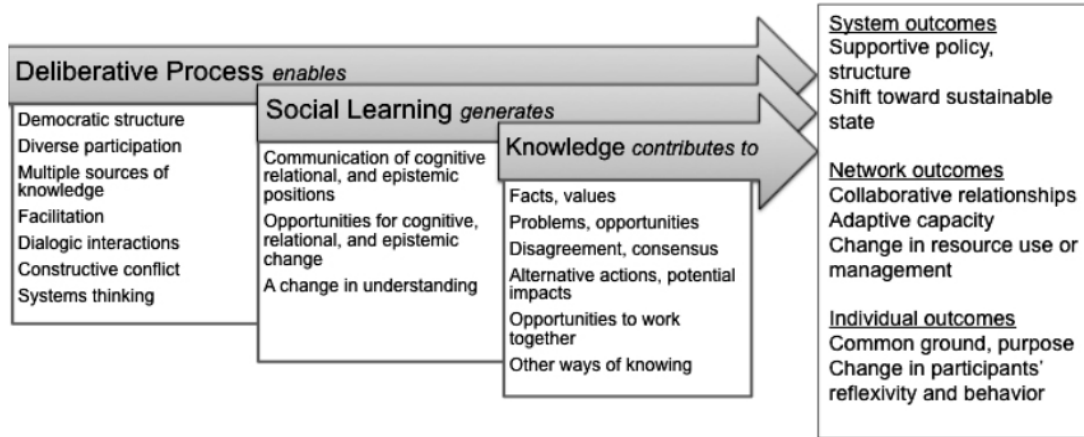 Deliberative Process enables
Democratic structure
Diverse participation
Multiple sources of
knowledge
Facilitation
Dialogic interactions
Constructive conflict
Systems thinking
Social Learning generates
Communication of cognitive
relational, and epistemic
positions
Opportunities for cognitive,
relational, and epistemic
change
A change in understanding
Knowledge contributes to
Facts, values
Problems, opportunities
Disagreement, consensus
Alternative actions, potential
impacts
Opportunities to work
together
Other ways of knowing
System outcomes
Supportive policy,
structure
Shift toward sustainable
state
Network outcomes
Collaborative relationships
Adaptive capacity
Change in resource use or
management
Individual outcomes
Common ground, purpose
Change in participants'
reflexivity and behavior